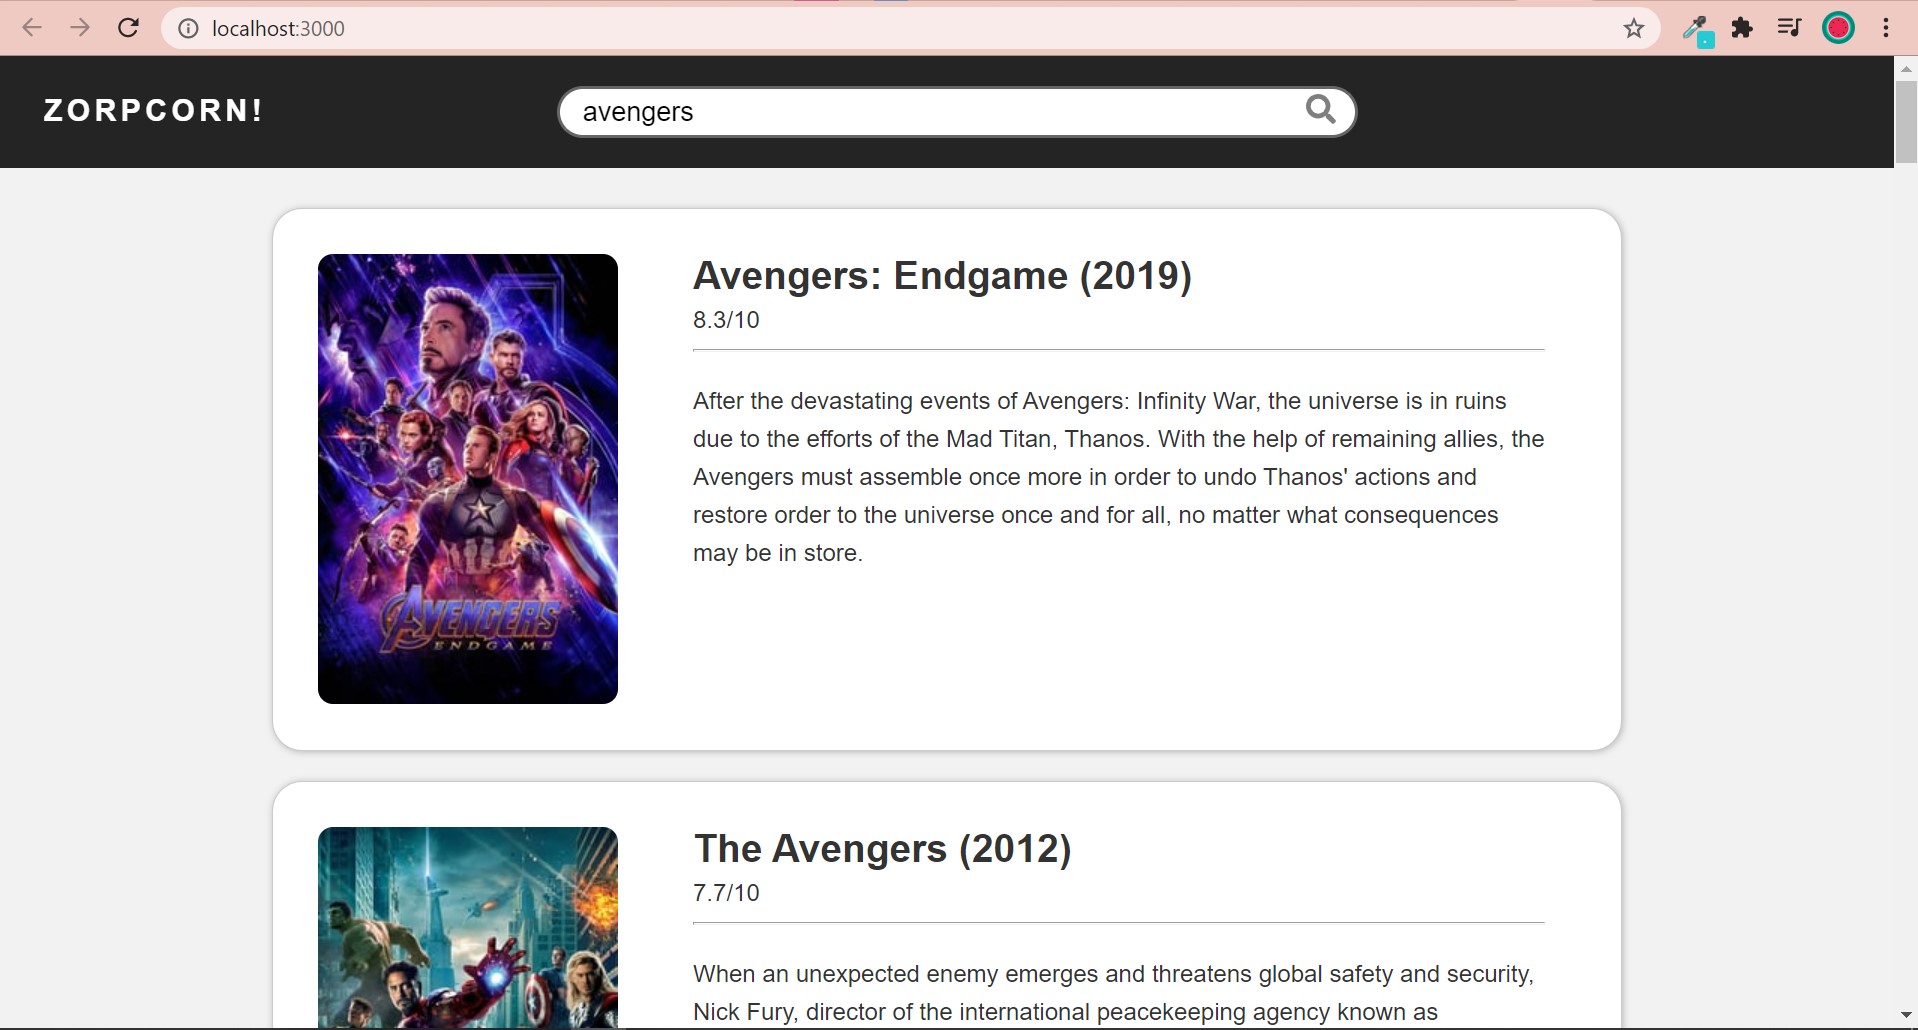 localhost:3000
ZORPCORN!
avengers
Avengers: Endgame (2019)
8.3/10
After the devastating events of Avengers: Infinity War, the universe is in ruins
due to the efforts of the Mad Titan, Thanos. With the help of remaining allies, the
Avengers must assemble once more in order to undo Thanos' actions and
restore order to the universe once and for all, no matter what consequences
may be in store.
AVENGERS
ENDGAME
The Avengers (2012)
7.7/10
When an unexpected enemy emerges and threatens global safety and security,
Nick Fury, director of the international peacekeeping agency known as